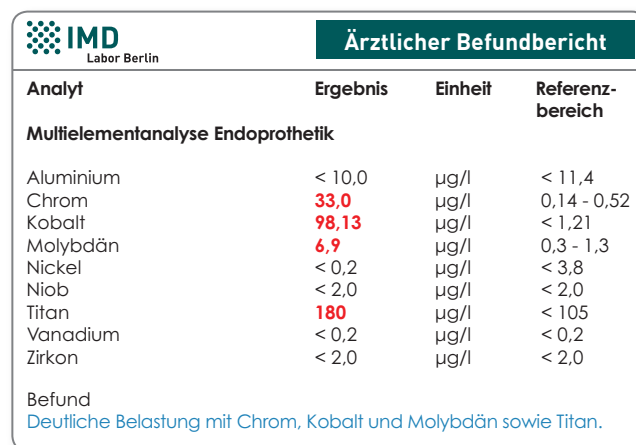 IMD
Labor Berlin
Ärztlicher Befundbericht
Analyt Ergebnis Einheit Referenz-
bereich
Multielementanalyse Endoprothetik
Aluminium < 10,0 µg/l < 11,4
Chrom 33,0 µg/l 0,14 - 0,52
Kobalt 98,13 µg/l < 1,21
Molybdän 6,9 µg/l 0,3 - 1,3
Nickel < 0,2 µg/l < 3,8
Niob < 2,0 µg/l < 2,0
Titan 180 µg/l < 105
Vanadium < 0,2 µg/l < 0,2
Zirkon < 2,0 µg/l < 2,0
Befund
Deutliche Belastung mit Chrom, Kobalt und Molybdän sowie Titan.